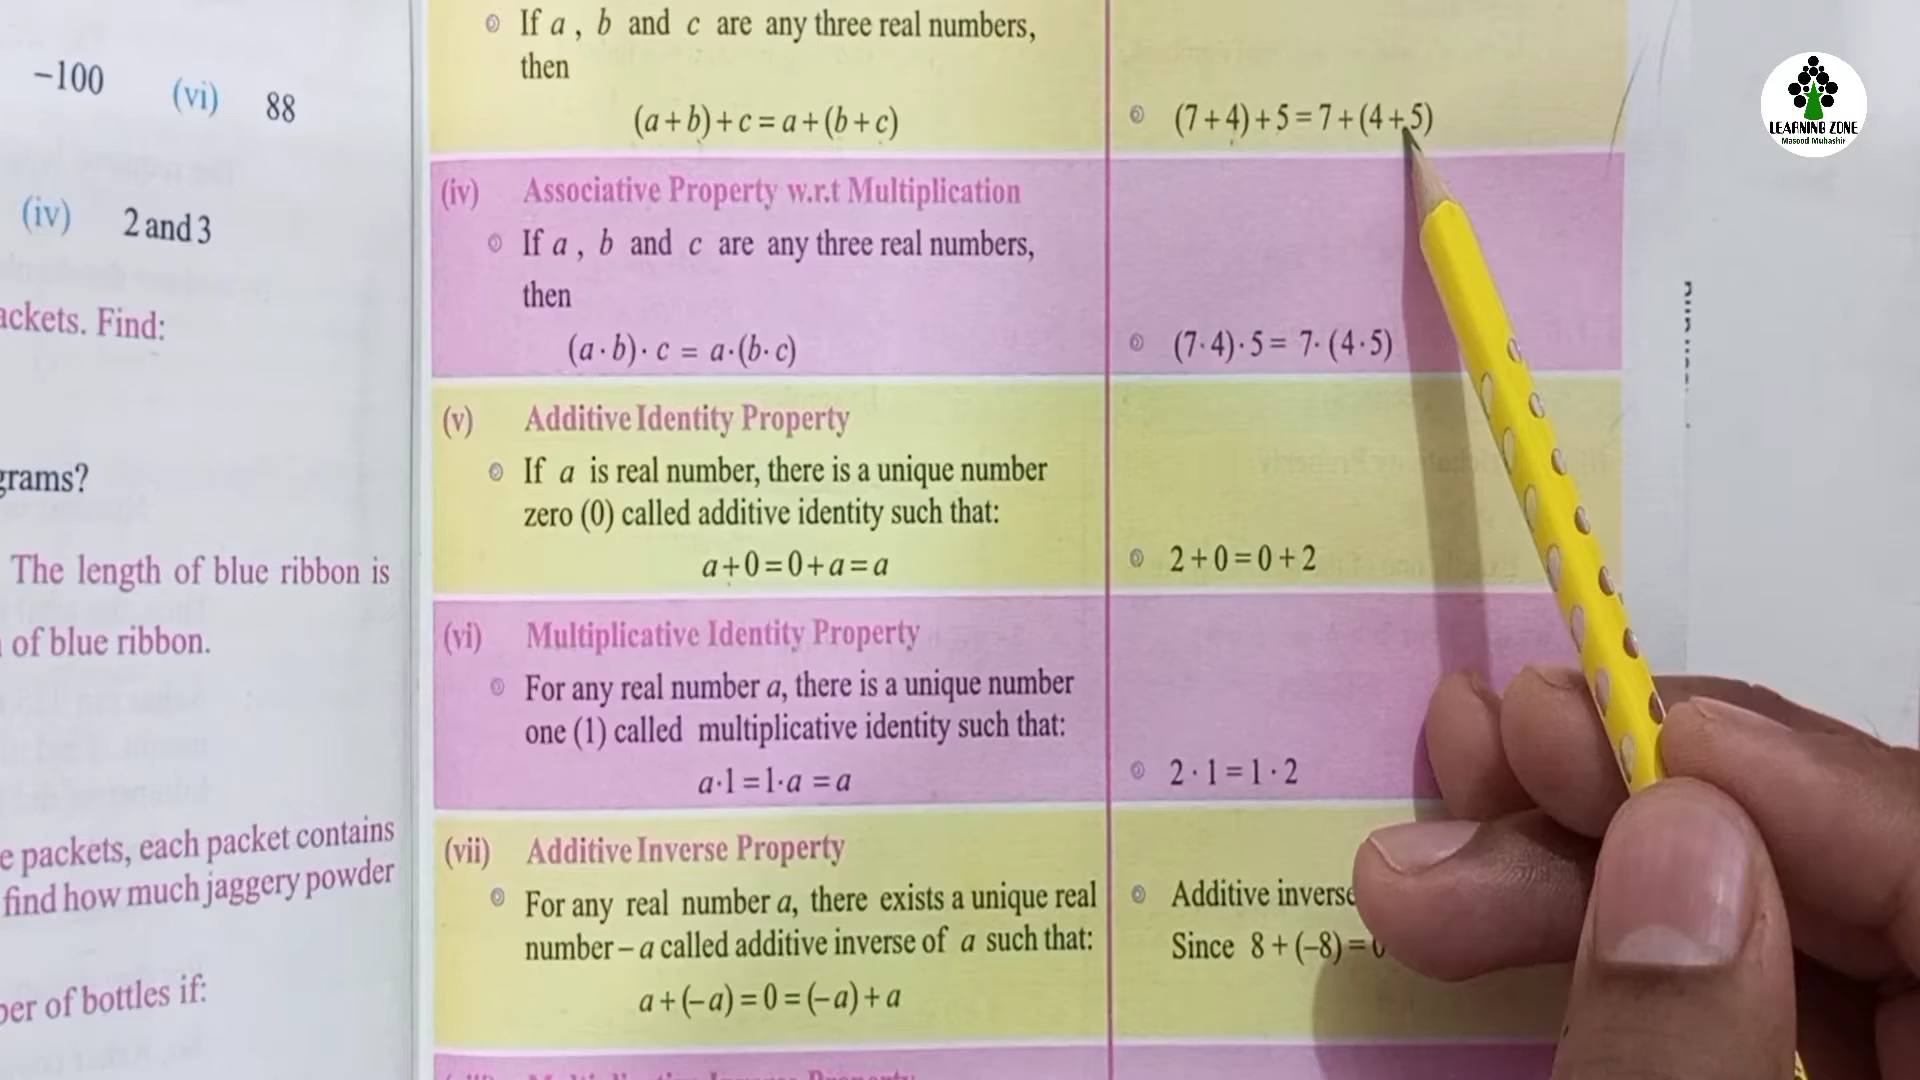 −100
(vi) 88
(iv) 2 and 3
ackets. Find:
grams?
The length of blue ribbon is
of blue ribbon.
e packets, each packet contains
find how much jaggery powder
ber of bottles if:
If a , b and c are any three real numbers,
then
(a+b)+c=a+(b+c)
(7+4)+5=7+(4+5)
(iv) Associative Property w.r.t Multiplication
If a , b and c are any three real numbers,
then
(a·b)·c = a·(b·c)
(7·4)·5= 7·(4·5)
(v) Additive Identity Property
If a is real number, there is a unique number
zero (0) called additive identity such that:
a+0=0+a=a
2+0=0+2
(vi) Multiplicative Identity Property
For any real number a, there is a unique number
one (1) called multiplicative identity such that:
a·1=1·a =a
2·1=1·2
(vii) Additive Inverse Property
For any real number a, there exists a unique real
number – a called additive inverse of a such that:
a+(–a)=0=(–a)+a
Additive inverse
Since 8+(–8)=0
LEARNING ZONE
Masood Mubashir